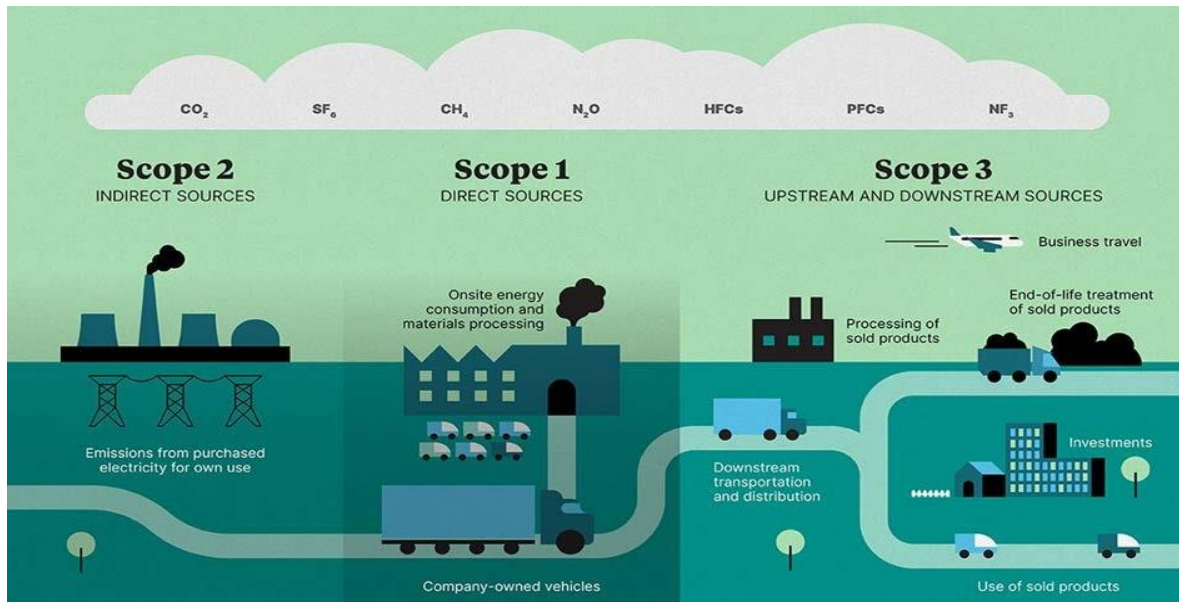 CO₂ SF₆ CH₄ N₂O HFCs PFCs NF₃
Scope 2
INDIRECT SOURCES
Emissions from purchased
electricity for own use
Scope 1
DIRECT SOURCES
Onsite energy
consumption and
materials processing
Company-owned vehicles
Scope 3
UPSTREAM AND DOWNSTREAM SOURCES
Business travel
Processing of
sold products
End-of-life treatment
of sold products
Downstream
transportation
and distribution
Investments
Use of sold products